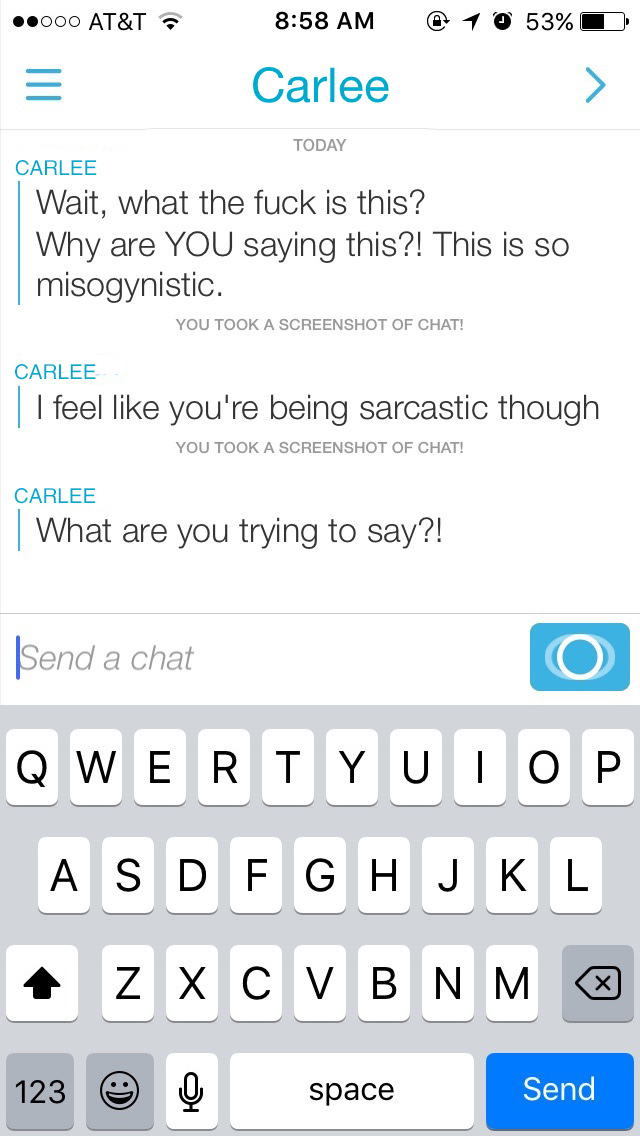 AT&T 8:58 AM 53%
Carlee
TODAY
CARLEE
Wait, what the fuck is this?
Why are YOU saying this?! This is so
misogynistic.
YOU TOOK A SCREENSHOT OF CHAT!
CARLEE
I feel like you're being sarcastic though
YOU TOOK A SCREENSHOT OF CHAT!
CARLEE
What are you trying to say?!
Send a chat
Q W E R T Y U I O P
A S D F G H J K L
Z X C V B N M
123 space Send